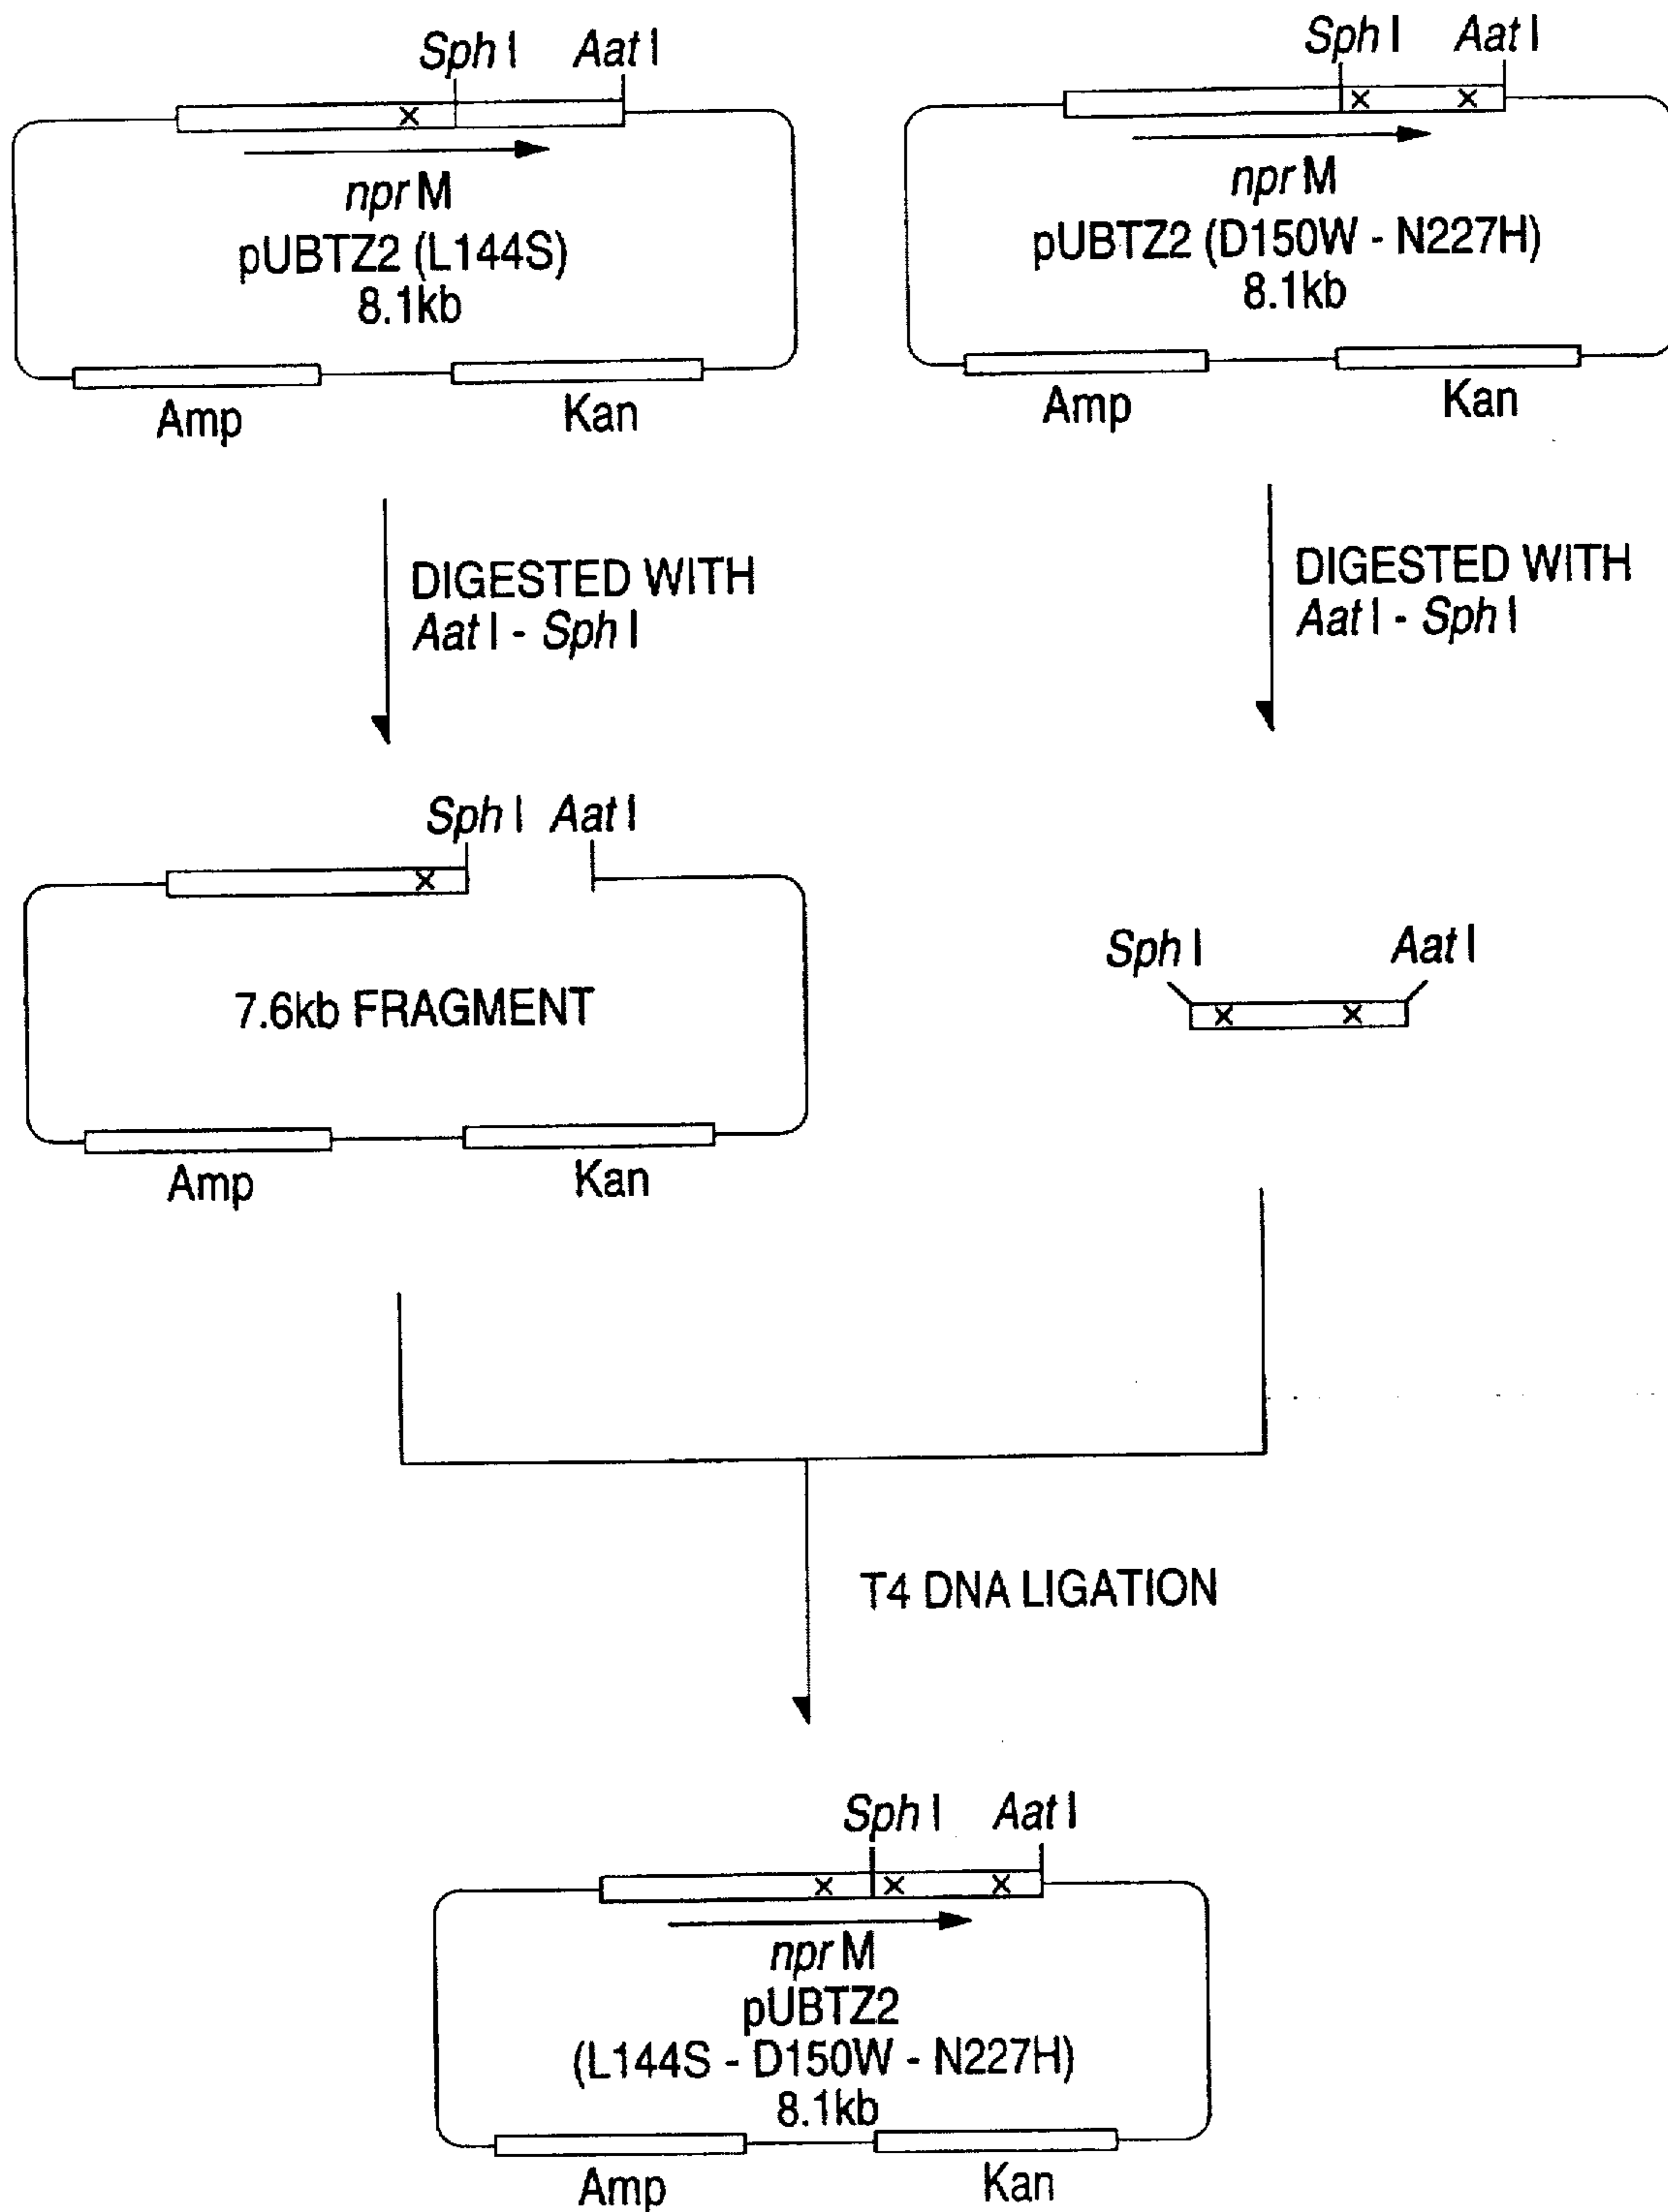 Sph I Aat I
npr M
pUBTZ2 (L144S)
8.1kb
Amp Kan
Sph I Aat I
npr M
pUBTZ2 (D150W - N227H)
8.1kb
Amp Kan
DIGESTED WITH
Aat I - Sph I
DIGESTED WITH
Aat I - Sph I
Sph I Aat I
7.6kb FRAGMENT
Amp Kan
Sph I Aat I
T4 DNA LIGATION
Sph I Aat I
npr M
pUBTZ2
(L144S - D150W - N227H)
8.1kb
Amp Kan